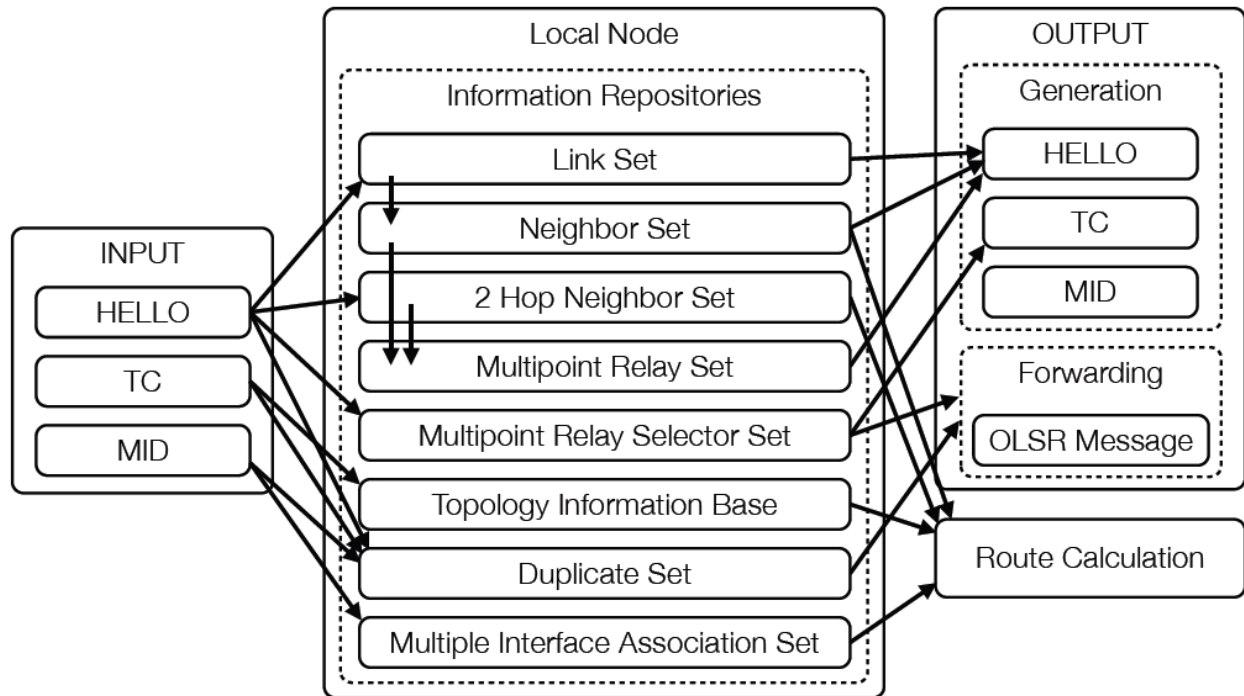 INPUT
HELLO
TC
MID
Local Node
Information Repositories
Link Set
Neighbor Set
2 Hop Neighbor Set
Multipoint Relay Set
Multipoint Relay Selector Set
Topology Information Base
Duplicate Set
Multiple Interface Association Set
OUTPUT
Generation
HELLO
TC
MID
Forwarding
OLSR Message
Route Calculation